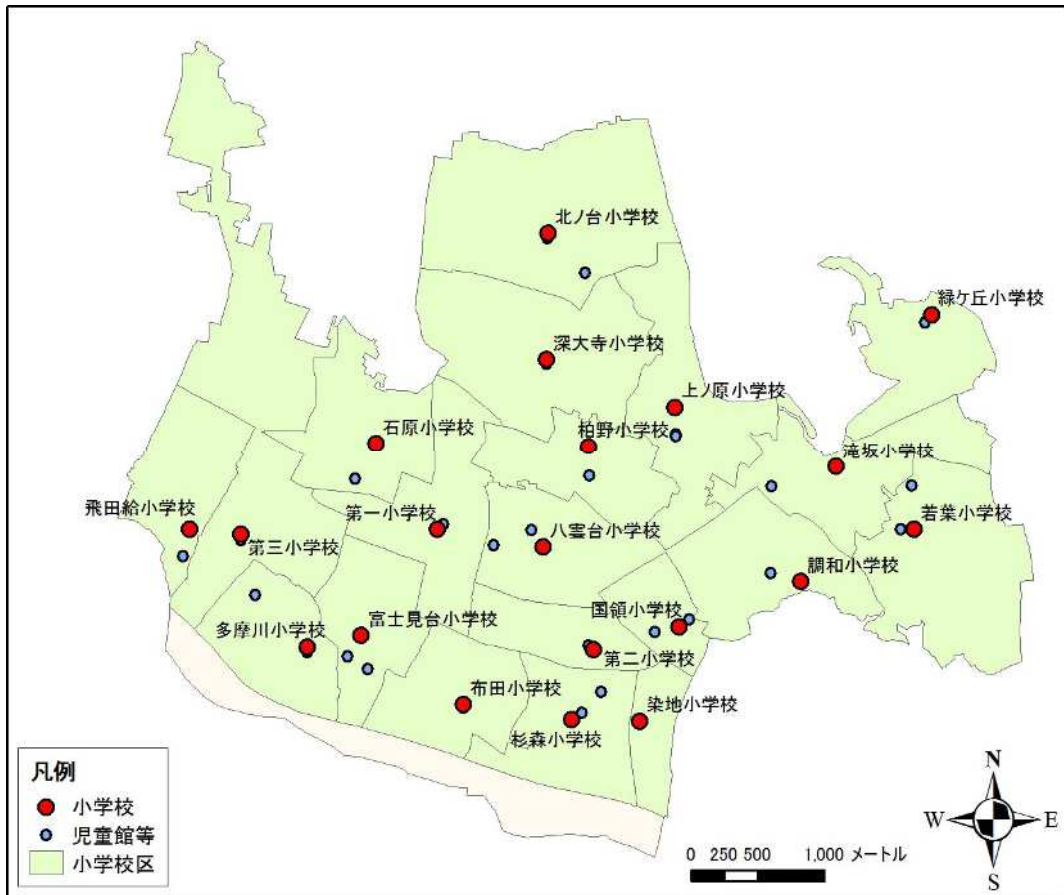 北ノ台小学校
緑ケ丘小学校
深大寺小学校
上ノ原小学校
石原小学校
柏野小学校
滝坂小学校
飛田給小学校
第一小学校
若葉小学校
八雲台小学校
第三小学校
調和小学校
国領小学校
富士見台小学校
多摩川小学校
第二小学校
布田小学校
染地小学校
杉森小学校
凡例
小学校
児童館等
小学校区
0 250 500 1,000 メートル
N
W E
S